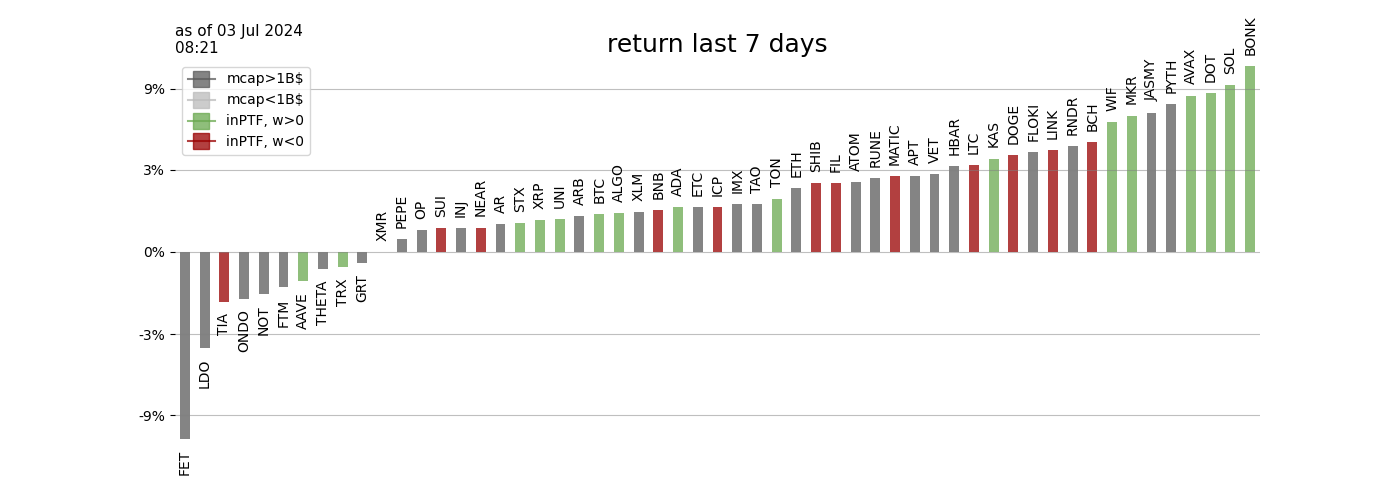 as of 03 Jul 2024
08:21
return last 7 days
mcap>1B$
mcap<1B$
inPTF, w>0
inPTF, w<0
9%
3%
0%
-3%
-9%
FET
LDO
TIA
ONDO
NOT
FTM
AAVE
THETA
TRX
GRT
XMR
PEPE
OP
SUI
INJ
NEAR
AR
STX
XRP
UNI
ARB
BTC
ALGO
XLM
BNB
ADA
ETC
ICP
IMX
TAO
TON
ETH
SHIB
FIL
ATOM
RUNE
MATIC
APT
VET
HBAR
LTC
KAS
DOGE
FLOKI
LINK
RNDR
BCH
WIF
MKR
JASMY
PYTH
AVAX
DOT
SOL
BONK